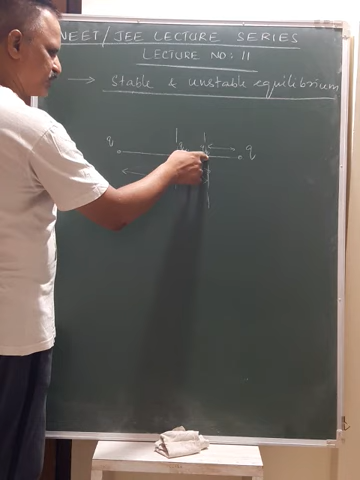 NEET/JEE LECTURE SERIES
LECTURE NO: 11
→ Stable & unstable equilibrium
q q